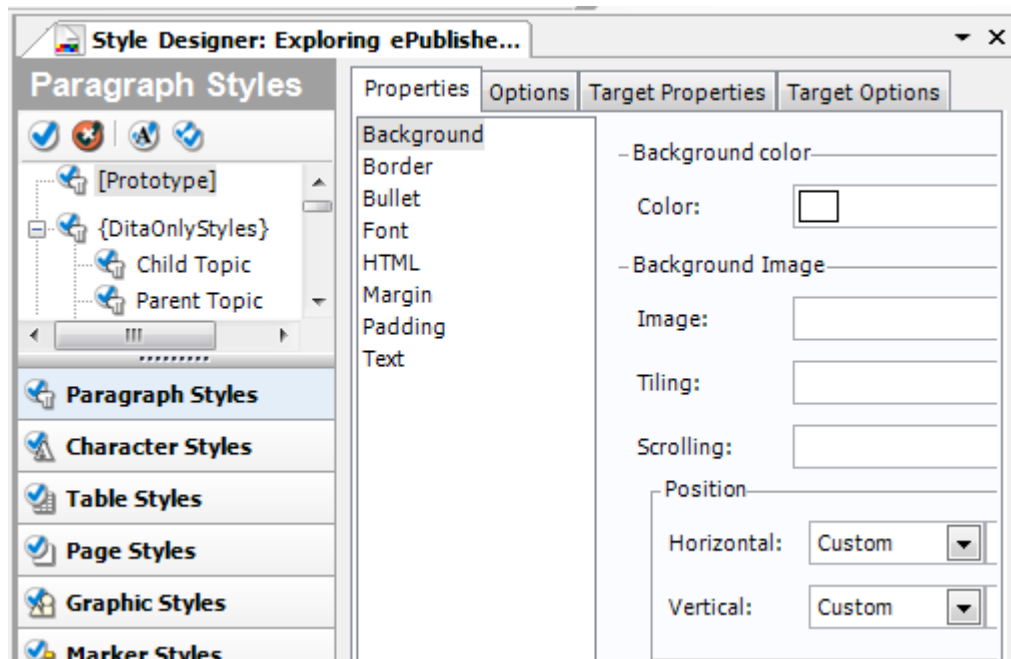 Style Designer: Exploring ePublishe...
Paragraph Styles
[Prototype]
{DitaOnlyStyles}
Child Topic
Parent Topic
Paragraph Styles
Character Styles
Table Styles
Page Styles
Graphic Styles
Marker Styles
Properties Options Target Properties Target Options
Background
Border
Bullet
Font
HTML
Margin
Padding
Text
Background color
Color:
Background Image
Image:
Tiling:
Scrolling:
Position
Horizontal: Custom
Vertical: Custom